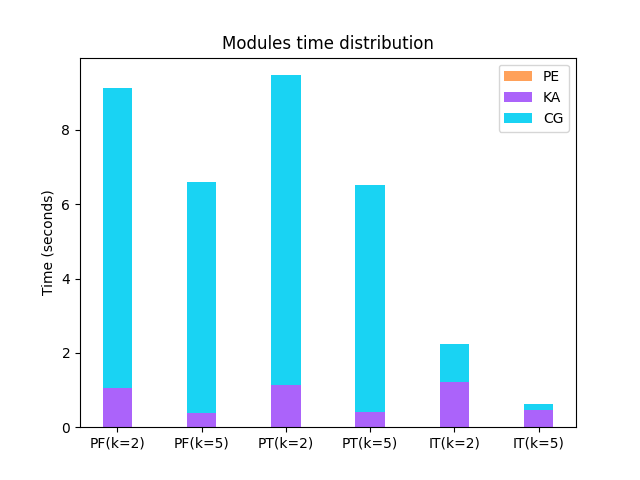 Modules time distribution
PE
KA
CG
Time (seconds)
8
6
4
2
0
PF(k=2) PF(k=5) PT(k=2) PT(k=5) IT(k=2) IT(k=5)